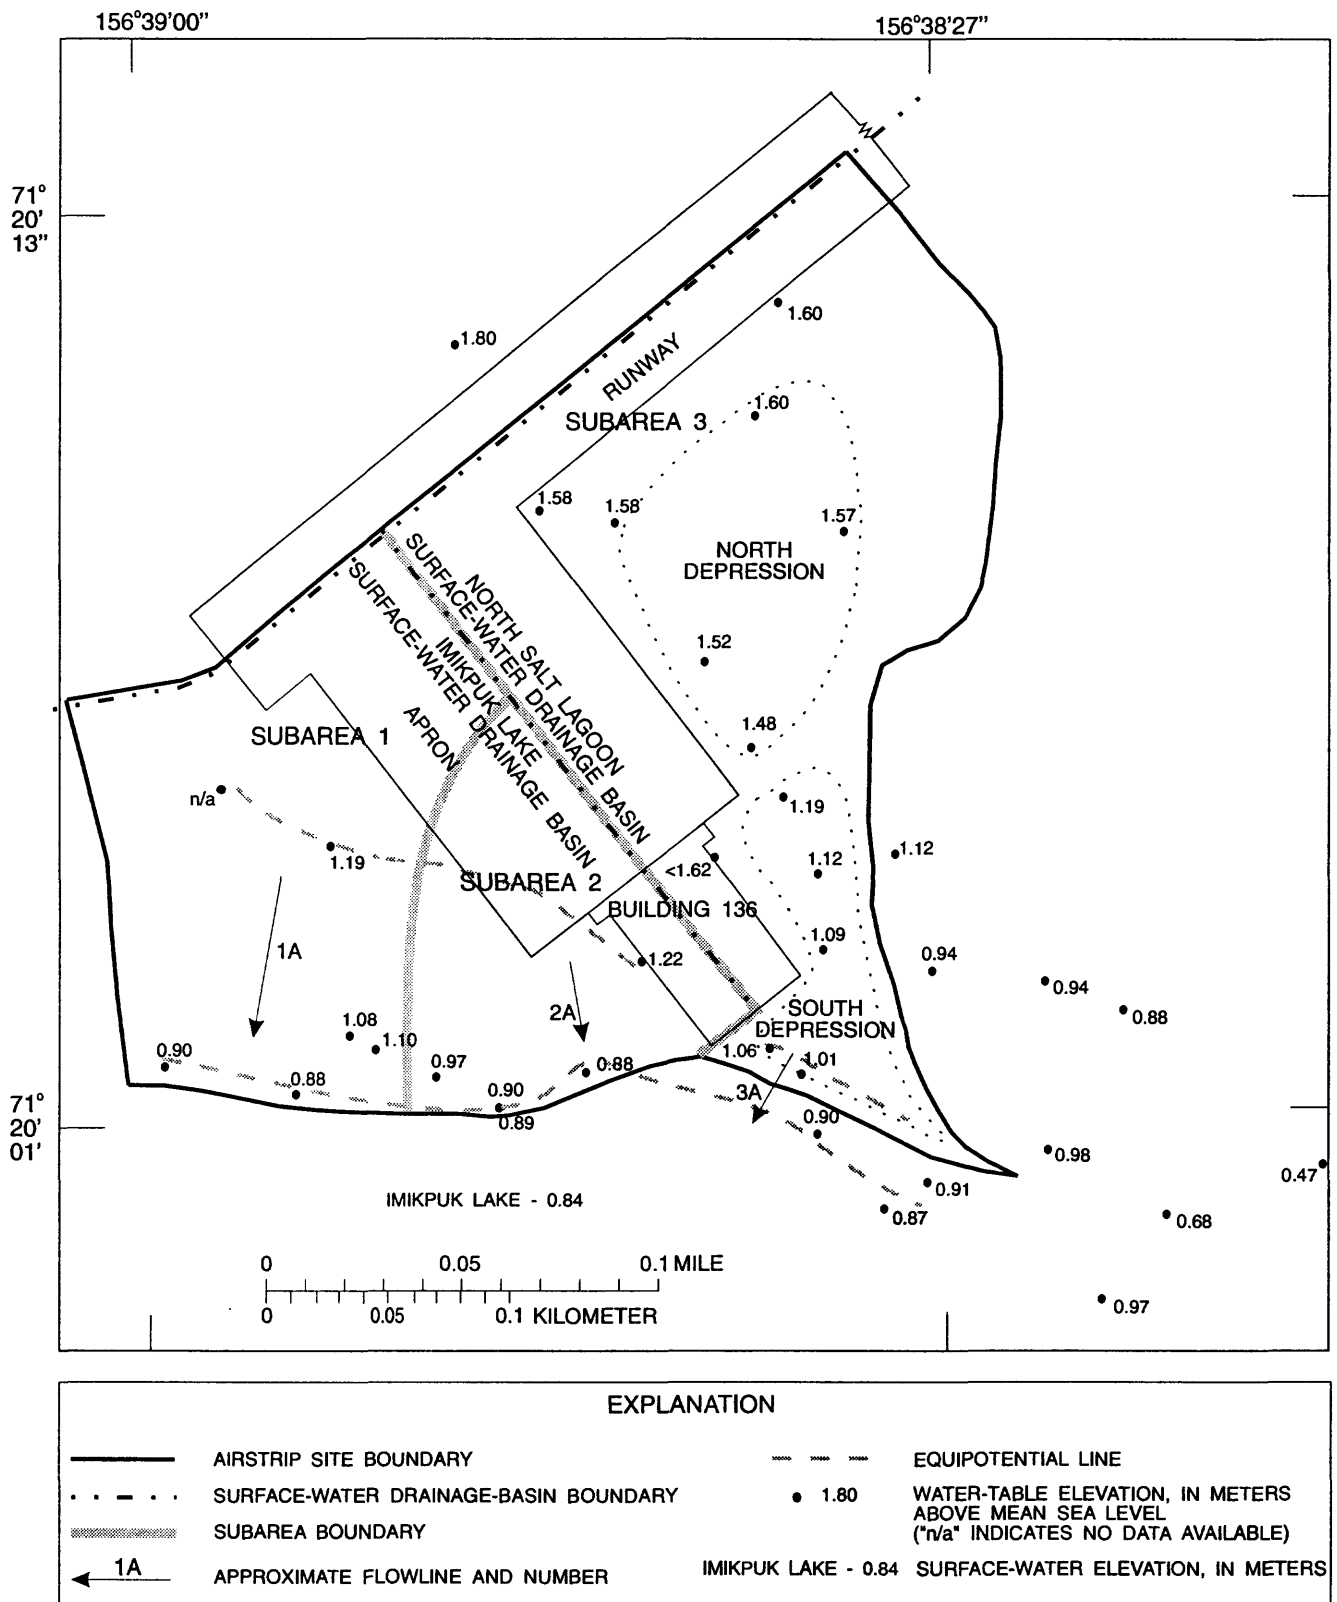 156°39'00"
156°38'27"
71°
20'
13"
1.80
1.60
RUNWAY
1.60
SUBAREA 3
1.58
1.58
1.57
NORTH
DEPRESSION
NORTH SALT LAGOON
SURFACE-WATER DRAINAGE BASIN
IMIKPUK LAKE
SURFACE-WATER DRAINAGE BASIN
1.52
APRON
SUBAREA 1
1.48
n/a
1.19
1.19
1.12
1.12
<1.62
SUBAREA 2
BUILDING 136
1.09
1A
1.22
0.94
0.94
0.88
2A
SOUTH
DEPRESSION
1.08
1.10
1.06
1.01
0.90
0.88
0.97
0.88
3A
0.90
0.89
0.90
71°
20'
01'
0.98
0.47
0.91
0.87
0.68
IMIKPUK LAKE - 0.84
0 0.05 0.1 MILE
0 0.05 0.1 KILOMETER
0.97
EXPLANATION
AIRSTRIP SITE BOUNDARY
SURFACE-WATER DRAINAGE-BASIN BOUNDARY
SUBAREA BOUNDARY
1A APPROXIMATE FLOWLINE AND NUMBER
EQUIPOTENTIAL LINE
1.80 WATER-TABLE ELEVATION, IN METERS
ABOVE MEAN SEA LEVEL
("n/a" INDICATES NO DATA AVAILABLE)
IMIKPUK LAKE - 0.84 SURFACE-WATER ELEVATION, IN METERS